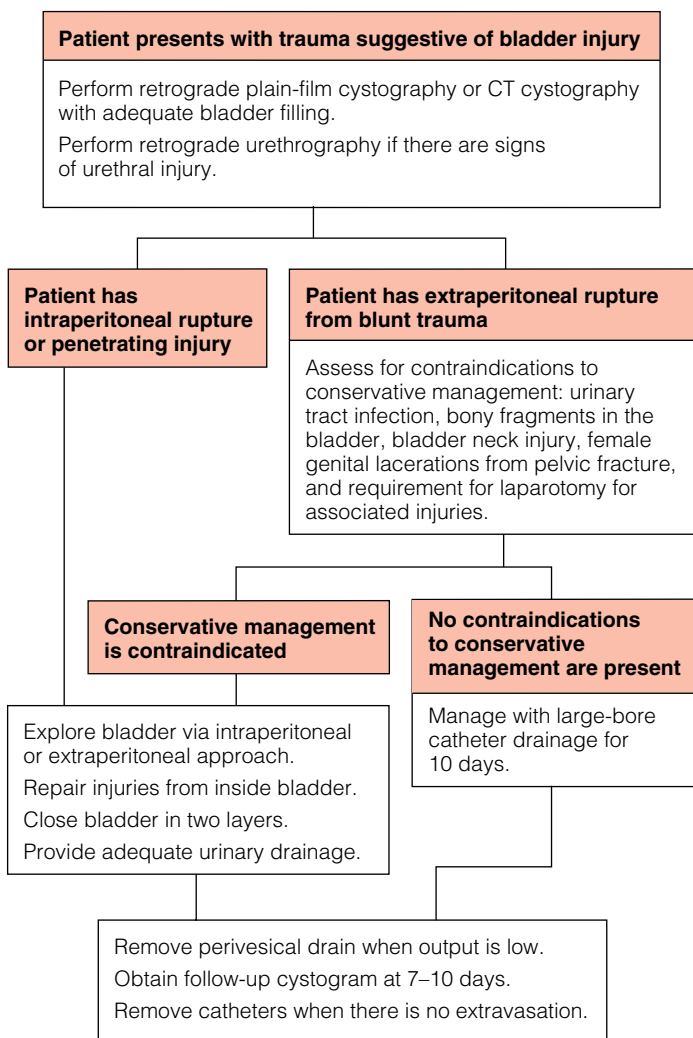 Patient presents with trauma suggestive of bladder injury
Perform retrograde plain-film cystography or CT cystography
with adequate bladder filling.
Perform retrograde urethrography if there are signs
of urethral injury.
Patient has
intraperitoneal rupture
or penetrating injury
Patient has extraperitoneal rupture
from blunt trauma
Assess for contraindications to
conservative management: urinary
tract infection, bony fragments in the
bladder, bladder neck injury, female
genital lacerations from pelvic fracture,
and requirement for laparotomy for
associated injuries.
Conservative management
is contraindicated
No contraindications
to conservative
management are present
Explore bladder via intraperitoneal
or extraperitoneal approach.
Repair injuries from inside bladder.
Close bladder in two layers.
Provide adequate urinary drainage.
Manage with large-bore
catheter drainage for
10 days.
Remove perivesical drain when output is low.
Obtain follow-up cystogram at 7–10 days.
Remove catheters when there is no extravasation.